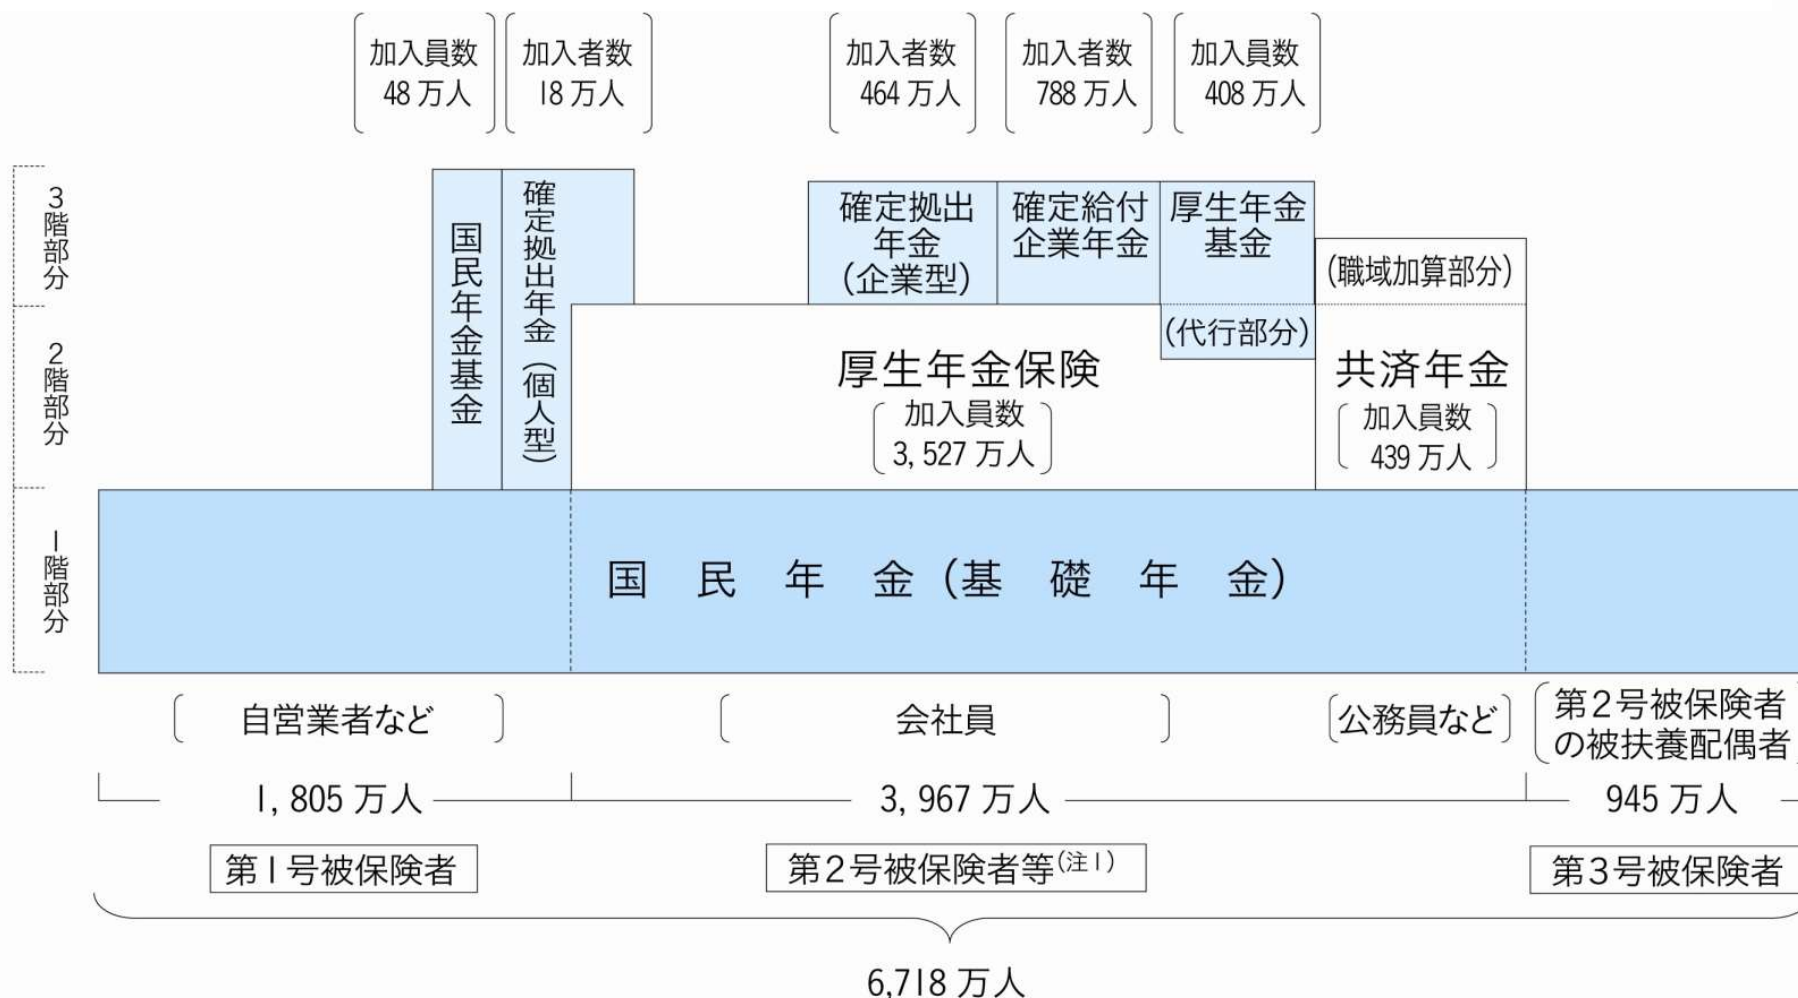 加入員数
48万人
加入者数
18万人
加入者数
464万人
加入者数
788万人
加入員数
408万人
3階部分
2階部分
1階部分
国民年金基金
確定拠出年金（個人型）
確定拠出
年金
（企業型）
確定給付
企業年金
厚生年金
基金
（代行部分）
（職域加算部分）
厚生年金保険
加入員数
3,527万人
共済年金
加入員数
439万人
国民年金（基礎年金）
自営業者など
会社員
公務員など
第2号被保険者
の被扶養配偶者
1,805万人
3,967万人
945万人
第1号被保険者
第2号被保険者等(注1)
第3号被保険者
6,718万人